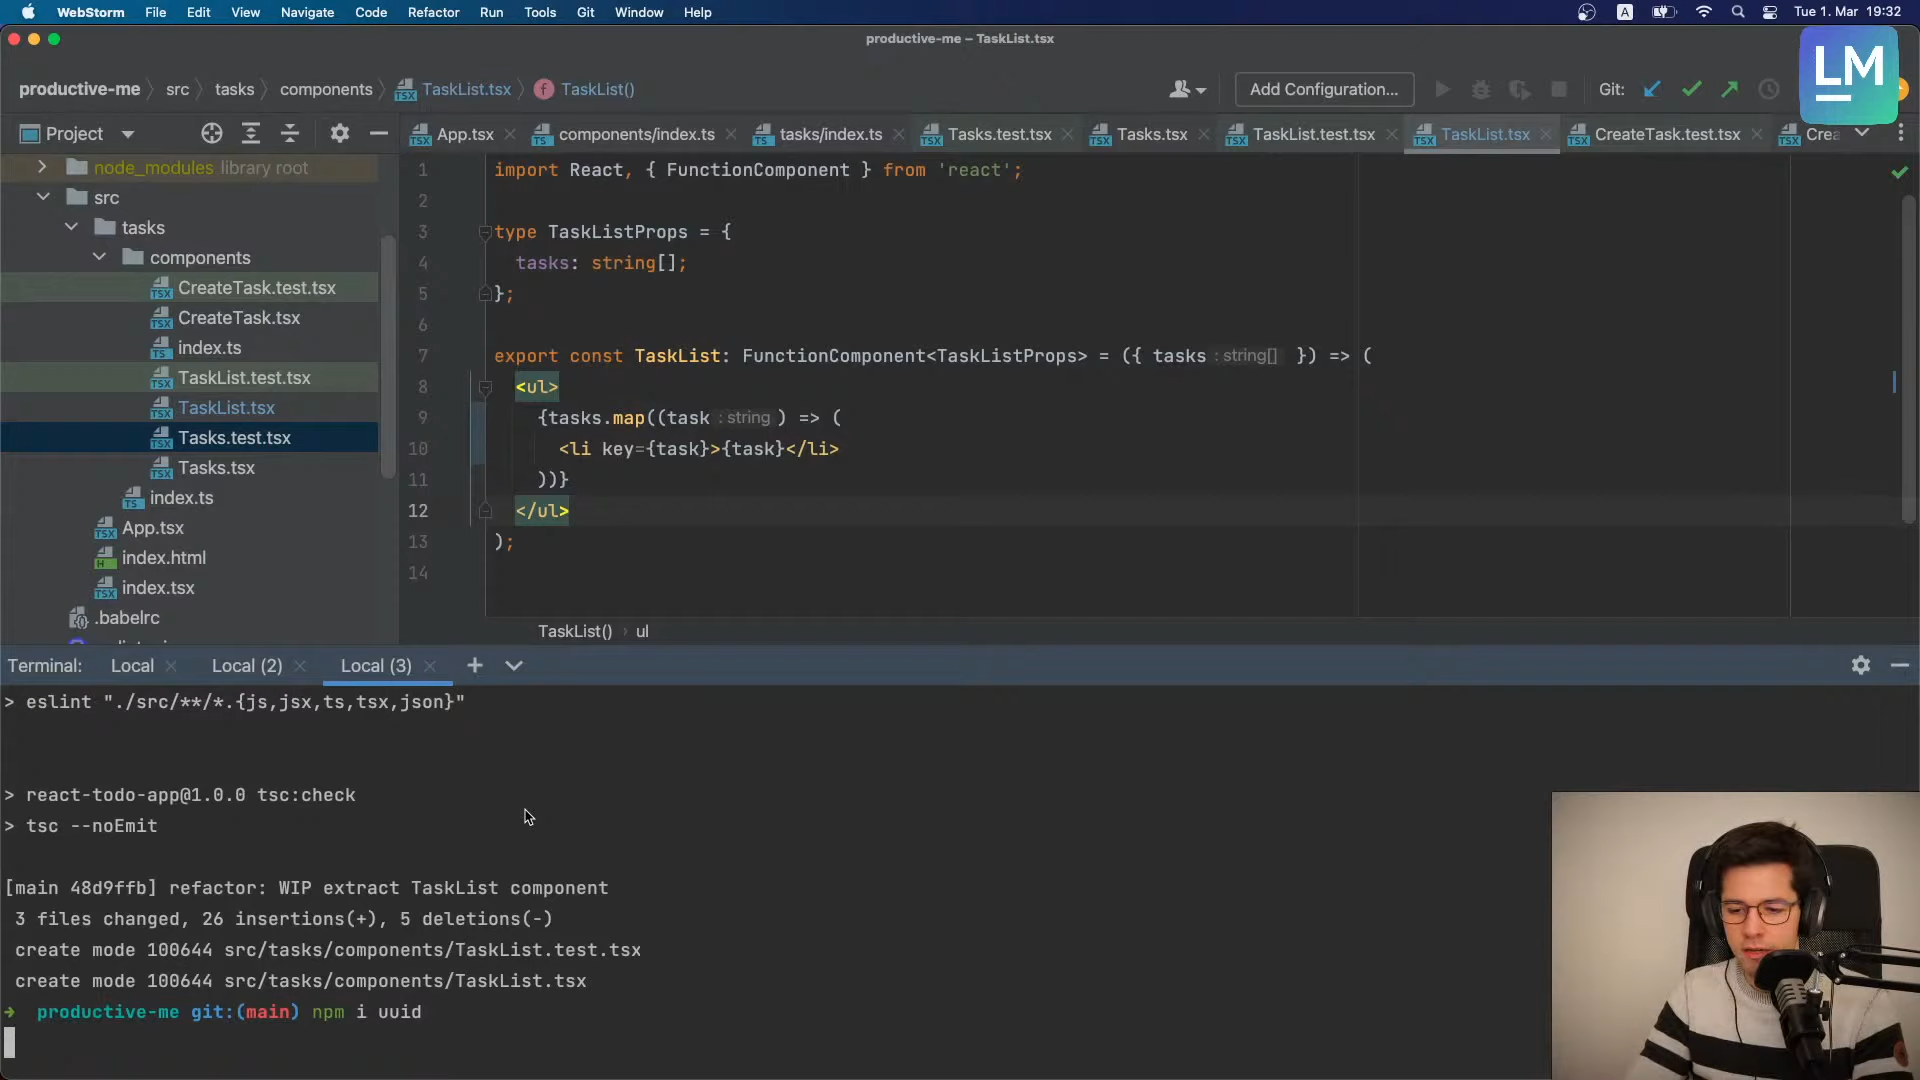 WebStorm File Edit View Navigate Code Refactor Run Tools Git Window Help
A Tue 1. Mar 19:32
productive-me – TaskList.tsx
LM
productive-me src tasks components TaskList.tsx f TaskList()
Add Configuration...
Git:
Project
App.tsx components/index.ts tasks/index.ts Tasks.test.tsx Tasks.tsx TaskList.test.tsx TaskList.tsx CreateTask.test.tsx Crea
node_modules library root
src
tasks
components
CreateTask.test.tsx
CreateTask.tsx
index.ts
TaskList.test.tsx
TaskList.tsx
Tasks.test.tsx
Tasks.tsx
index.ts
App.tsx
index.html
index.tsx
.babelrc
1 import React, { FunctionComponent } from 'react';
2
3 type TaskListProps = {
4 tasks: string[];
5 };
6
7 export const TaskList: FunctionComponent<TaskListProps> = ({ tasks : string[] }) => (
8 <ul>
9 {tasks.map((task : string ) => (
10 <li key={task}>{task}</li>
11 ))}
12 </ul>
13 );
14
TaskList() › ul
Terminal: Local Local (2) Local (3)
> eslint "./src/**/*.{js,jsx,ts,tsx,json}"
> react-todo-app@1.0.0 tsc:check
> tsc --noEmit
[main 48d9ffb] refactor: WIP extract TaskList component
3 files changed, 26 insertions(+), 5 deletions(-)
create mode 100644 src/tasks/components/TaskList.test.tsx
create mode 100644 src/tasks/components/TaskList.tsx
→ productive-me git:(main) npm i uuid